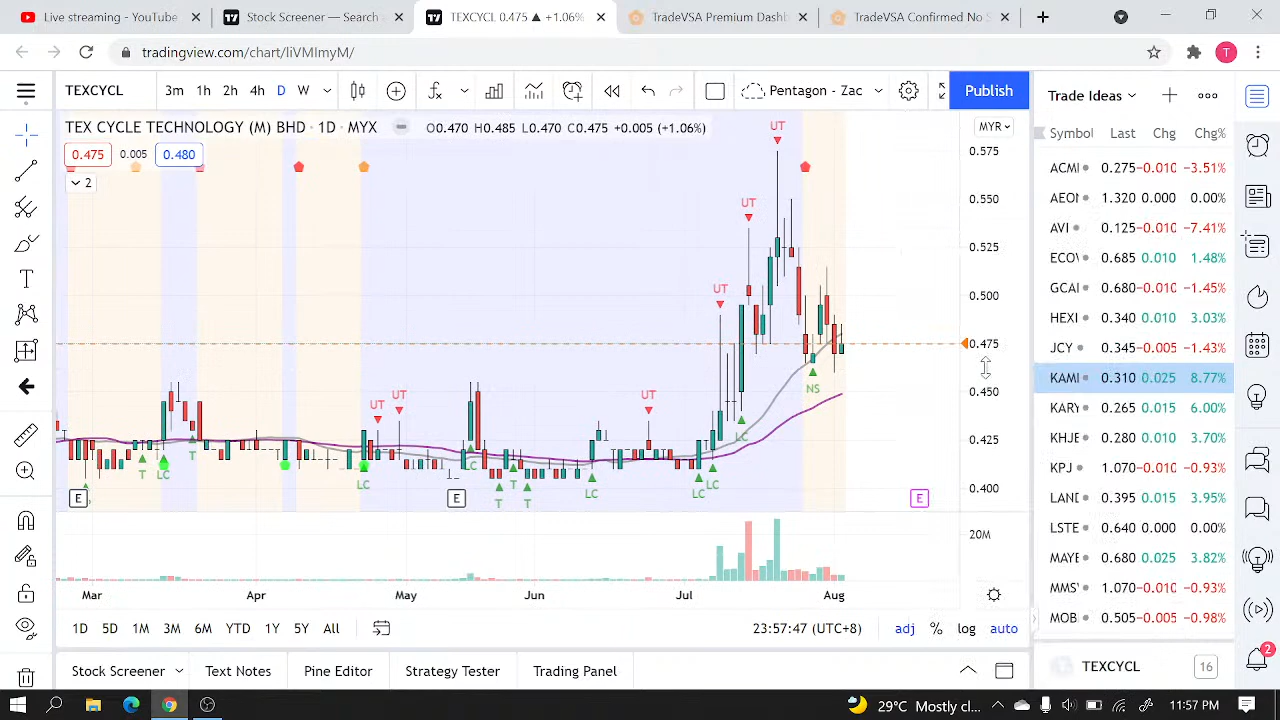 Live streaming - YouTube
Stock Screener — Search
TEXCYCL 0.475 ▲ +1.06%
TradeVSA Premium Dashb
TradeVSA Confirmed No S
tradingview.com/chart/liVMImyM/
T
TEXCYCL
3m 1h 2h 4h D W
Pentagon - Zac
Publish
Trade Ideas
TEX CYCLE TECHNOLOGY (M) BHD · 1D · MYX
O0.470 H0.485 L0.470 C0.475 +0.005 (+1.06%)
MYR
0.475 0.005 0.480
2
Symbol Last Chg Chg%
ACMI 0.275 −0.010 −3.51%
AEON 1.320 0.000 0.00%
AVI 0.125 −0.010 −7.41%
ECOV 0.685 0.010 1.48%
GCAI 0.680 −0.010 −1.45%
HEXI 0.340 0.010 3.03%
JCY 0.345 −0.005 −1.43%
KAMI 0.310 0.025 8.77%
KARY 0.265 0.015 6.00%
KHJE 0.280 0.010 3.70%
KPJ 1.070 −0.010 −0.93%
LAND 0.395 0.015 3.95%
LSTE 0.640 0.000 0.00%
MAYE 0.680 0.025 3.82%
MMS 1.070 −0.010 −0.93%
MOB 0.505 −0.005 −0.98%
0.575
0.550
0.525
0.500
0.475
0.450
0.425
0.400
20M
UT
UT
UT
UT
UT
UT
NS
T LC
T
LC
LC
T
T
T
LC
LC
LC
LC
E
E
E
Mar Apr May Jun Jul Aug
1D 5D 1M 3M 6M YTD 1Y 5Y All
23:57:47 (UTC+8)
adj % log auto
Stock Screener
Text Notes
Pine Editor
Strategy Tester
Trading Panel
TEXCYCL
16
2
29°C Mostly cl...
11:57 PM